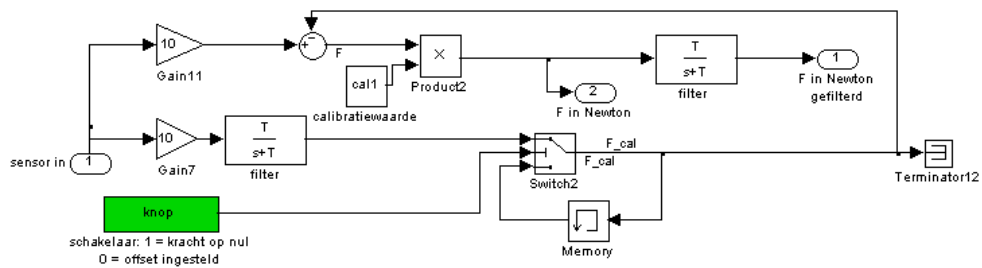 10
Gain11
+
−
F
cal1
calibratiewaarde
×
Product2
T
s+T
filter
1
F in Newton
gefilterd
2
F in Newton
sensor in
1
10
Gain7
T
s+T
filter
Switch2
F_cal
F_cal
Terminator12
knop
schakelaar: 1 = kracht op nul
0 = offset ingesteld
Memory